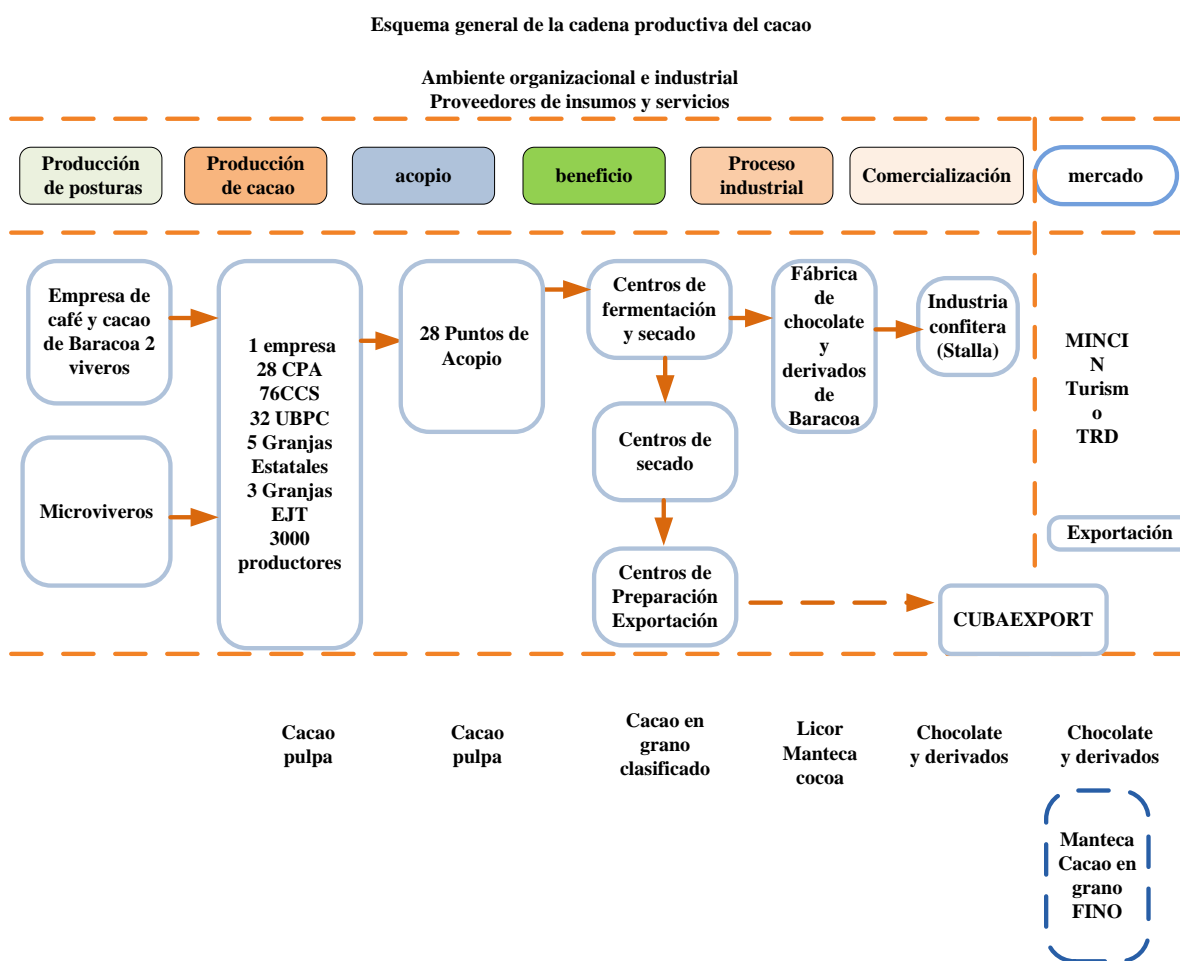 Esquema general de la cadena productiva del cacao
Ambiente organizacional e industrial
Proveedores de insumos y servicios
Producción
de posturas
Producción
de cacao
acopio
beneficio
Proceso
industrial
Comercialización
mercado
Empresa de
café y cacao
de Baracoa 2
viveros
Microviveros
1 empresa
28 CPA
76CCS
32 UBPC
5 Granjas
Estatales
3 Granjas
EJT
3000
productores
28 Puntos de
Acopio
Centros de
fermentación
y secado
Centros de
secado
Centros de
Preparación
Exportación
Fábrica
de
chocolate
y
derivados
de
Baracoa
Industria
confitera
(Stalla)
CUBAEXPORT
MINCI
N
Turism
o
TRD
Exportación
Cacao
pulpa
Cacao
pulpa
Cacao en
grano
clasificado
Licor
Manteca
cocoa
Chocolate
y derivados
Chocolate
y derivados
Manteca
Cacao en
grano
FINO